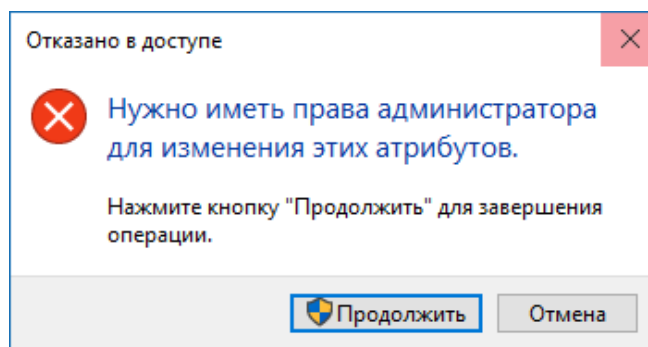 Отказано в доступе
Нужно иметь права администратора
для изменения этих атрибутов.
Нажмите кнопку "Продолжить" для завершения
операции.
Продолжить
Отмена